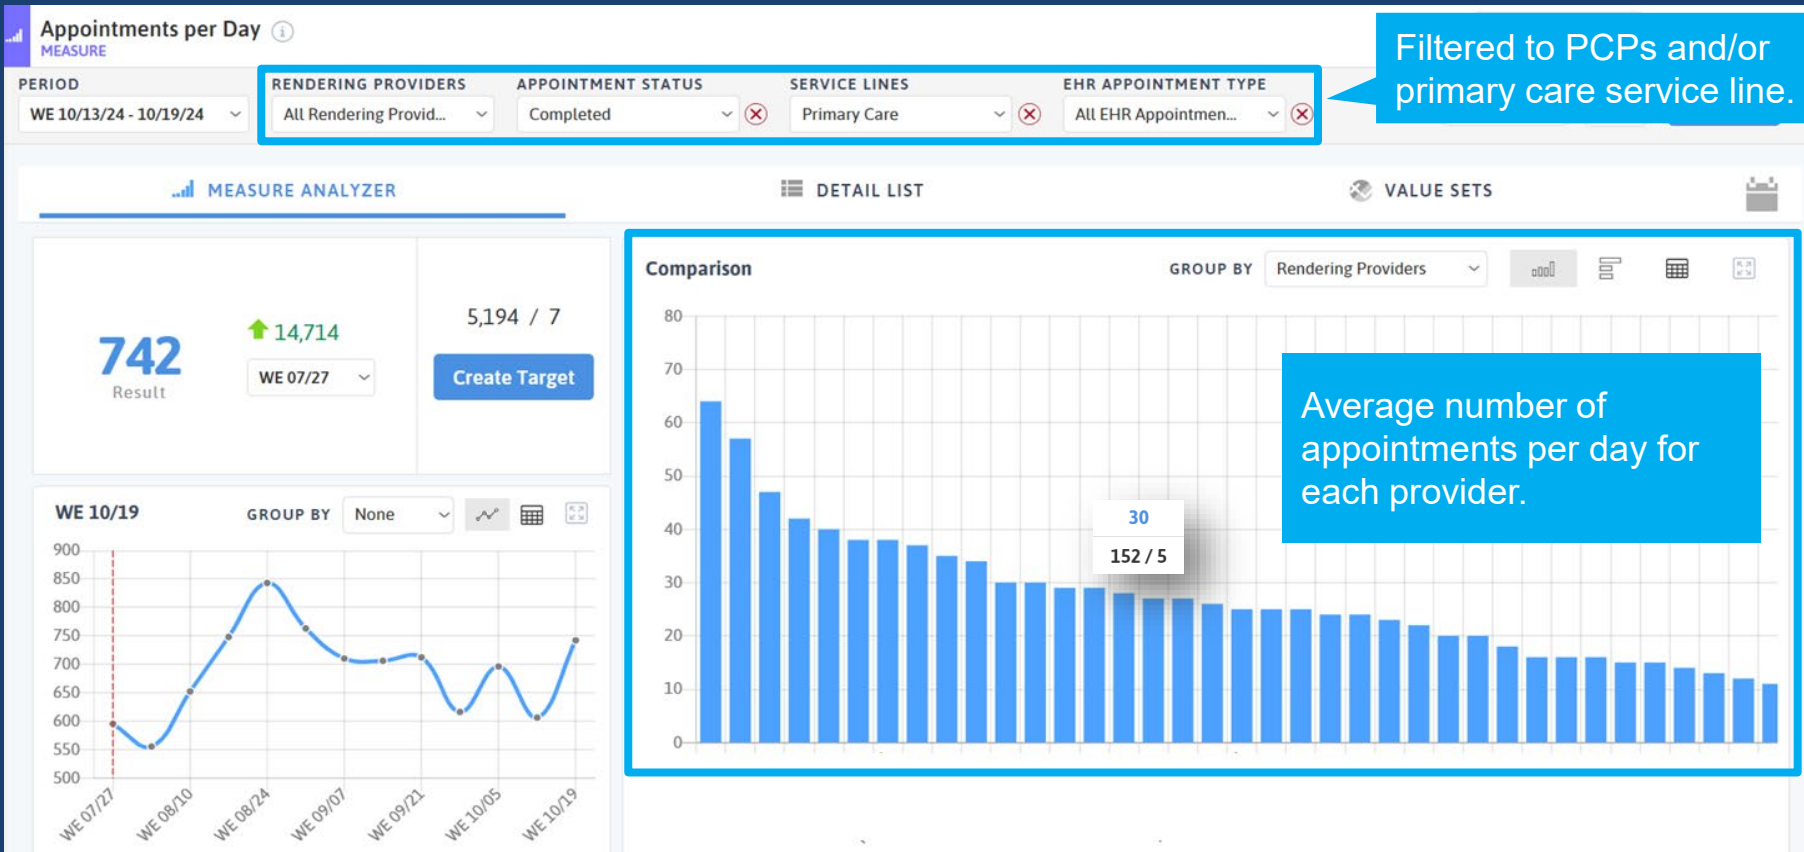 Appointments per Day
MEASURE
Filtered to PCPs and/or
primary care service line.
PERIOD
RENDERING PROVIDERS
APPOINTMENT STATUS
SERVICE LINES
EHR APPOINTMENT TYPE
WE 10/13/24 - 10/19/24
All Rendering Provid...
Completed
Primary Care
All EHR Appointmen...
MEASURE ANALYZER
DETAIL LIST
VALUE SETS
742
Result
14,714
WE 07/27
5,194 / 7
Create Target
WE 10/19
GROUP BY
None
900
850
800
750
700
650
600
550
500
WE 07/27
WE 08/10
WE 08/24
WE 09/07
WE 09/21
WE 10/05
WE 10/19
Comparison
GROUP BY
Rendering Providers
80
70
60
50
40
30
20
10
0
30
152 / 5
Average number of
appointments per day for
each provider.